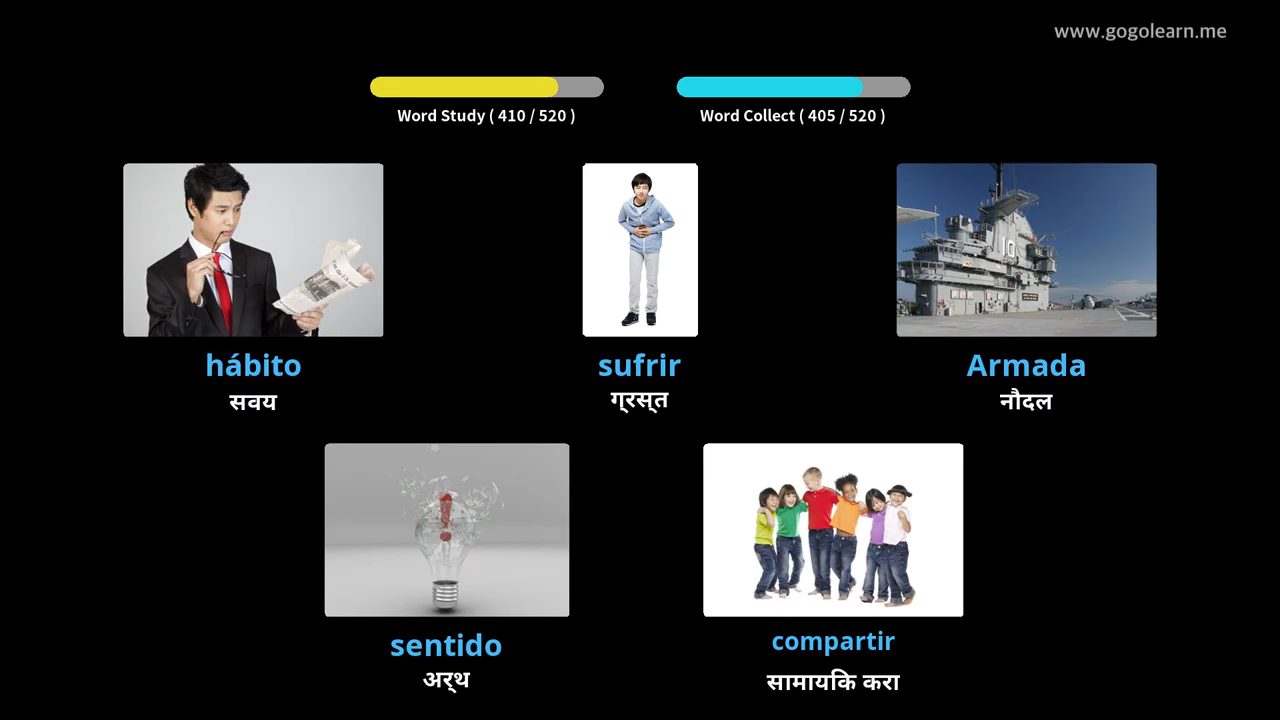 www.gogolearn.me
Word Study ( 410 / 520 )
Word Collect ( 405 / 520 )
hábito
सवय
sufrir
ग्रस्त
Armada
नौदल
sentido
अर्थ
compartir
सामायकि करा